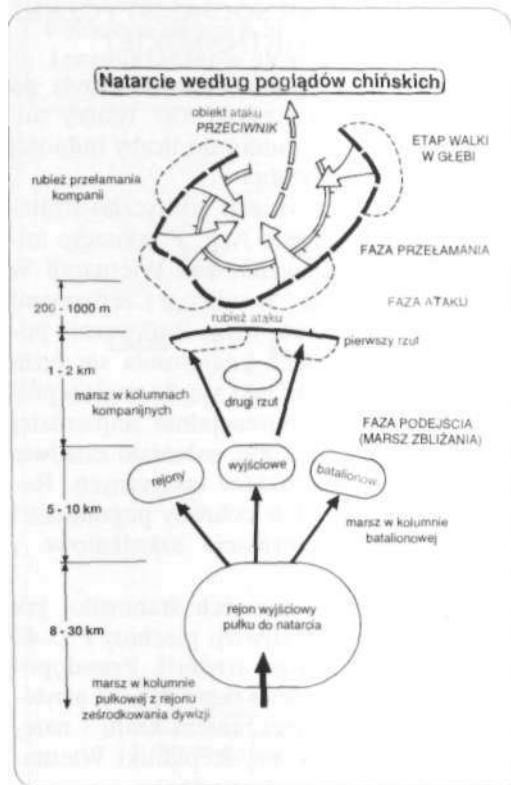 Natarcie według poglądów chińskich
obiekt ataku
PRZECIWNIK
ETAP WALKI
W GŁĘBI
rubież przełamania
kompanii
FAZA PRZEŁAMANIA
200 - 1000 m
FAZA ATAKU
rubież ataku
pierwszy rzut
1 - 2 km
marsz w kolumnach
kompanijnych
drugi rzut
FAZA PODEJŚCIA
(MARSZ ZBLIŻANIA)
rejony
wyjściowe
batalionow
5 - 10 km
marsz w kolumnie
batalionowej
rejon wyjściowy
pułku do natarcia
8 - 30 km
marsz w kolumnie
pułkowej z rejonu
ześrodkowania dywizji